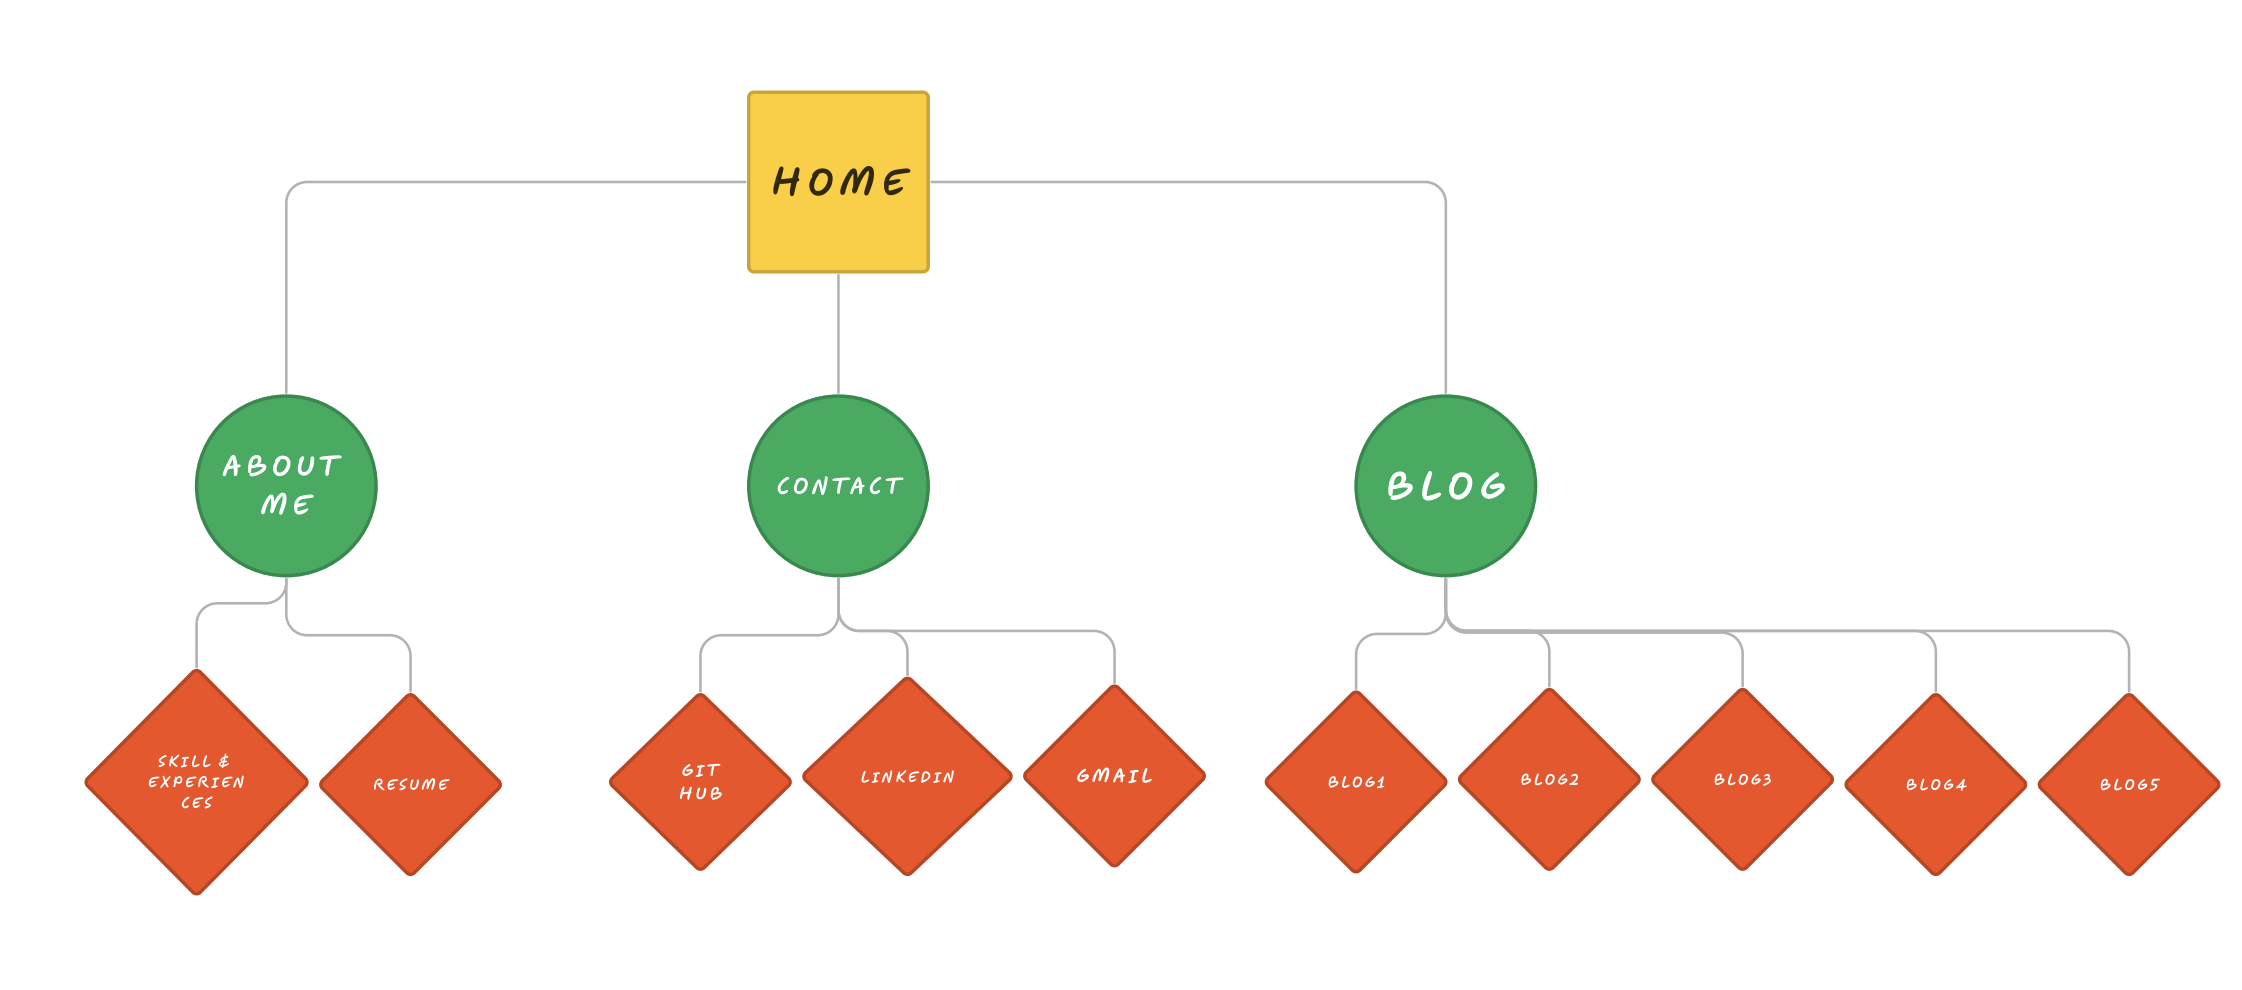 HOME
ABOUT
ME
CONTACT
BLOG
SKILL &
EXPERIEN
CES
RESUME
GIT
HUB
LINKEDIN
GMAIL
BLOG1
BLOG2
BLOG3
BLOG4
BLOG5